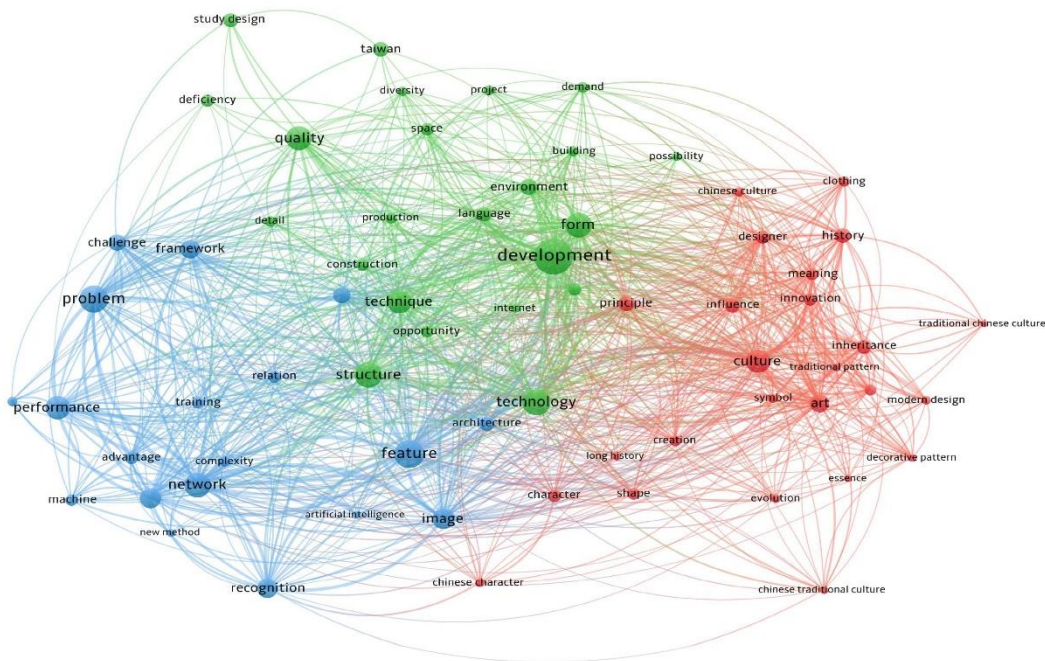 study design
taiwan
diversity
project
demand
deficiency
space
quality
building
possibility
environment
chinese culture
clothing
detail
production
language
form
designer
history
challenge
framework
development
construction
meaning
problem
technique
principle
influence
innovation
internet
traditional chinese culture
opportunity
inheritance
culture
traditional pattern
relation
structure
training
technology
symbol
art
modern design
performance
architecture
creation
feature
long history
decorative pattern
advantage
complexity
essence
network
machine
character
shape
evolution
artificial intelligence
image
new method
recognition
chinese character
chinese traditional culture